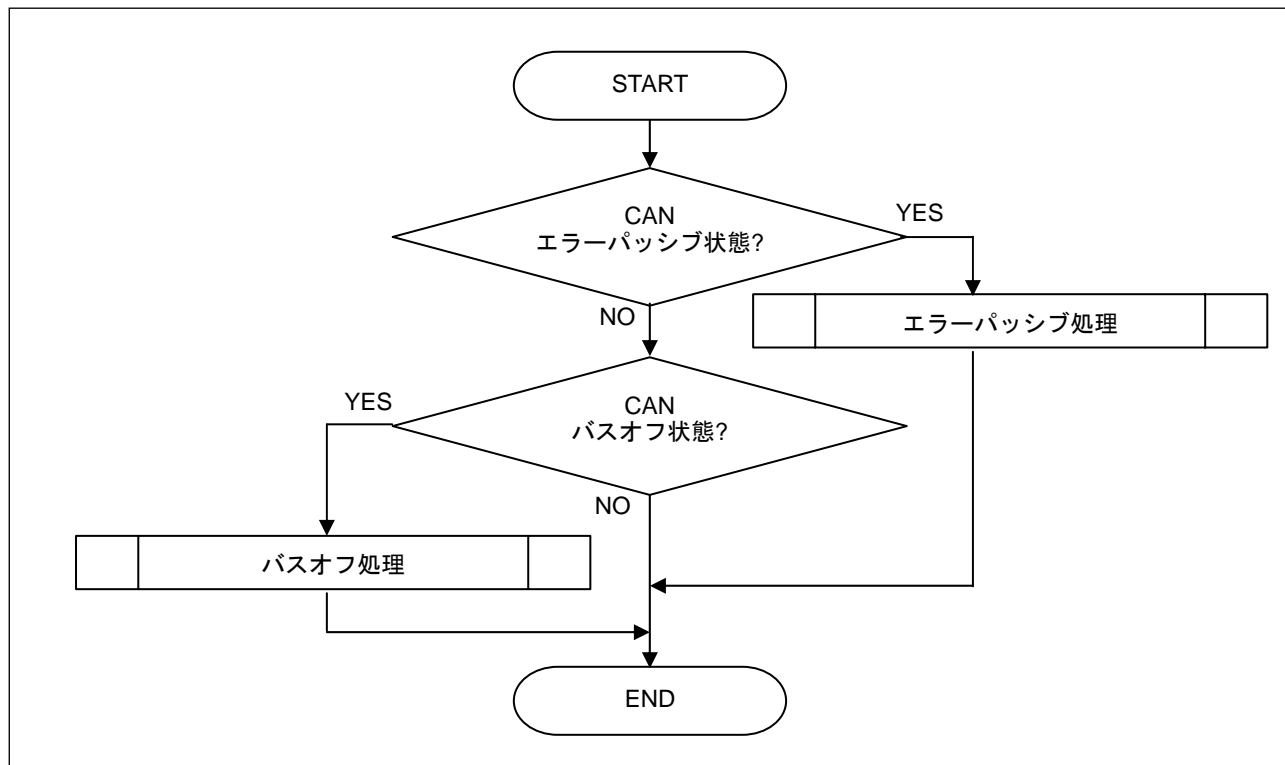 START
CAN
エラーパッシブ状態?
YES
NO
エラーパッシブ処理
CAN
バスオフ状態?
YES
NO
バスオフ処理
END